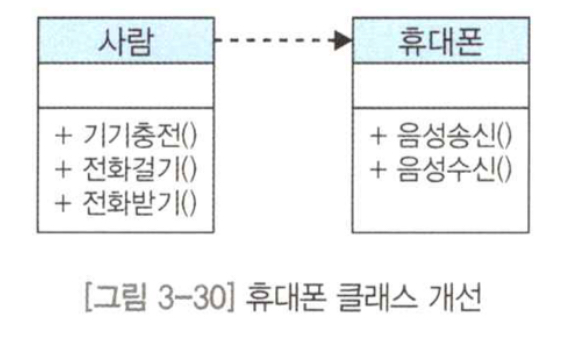 사람
휴대폰
+ 기기충전()
+ 전화걸기()
+ 전화받기()
+ 음성송신()
+ 음성수신()
[그림 3-30] 휴대폰 클래스 개선